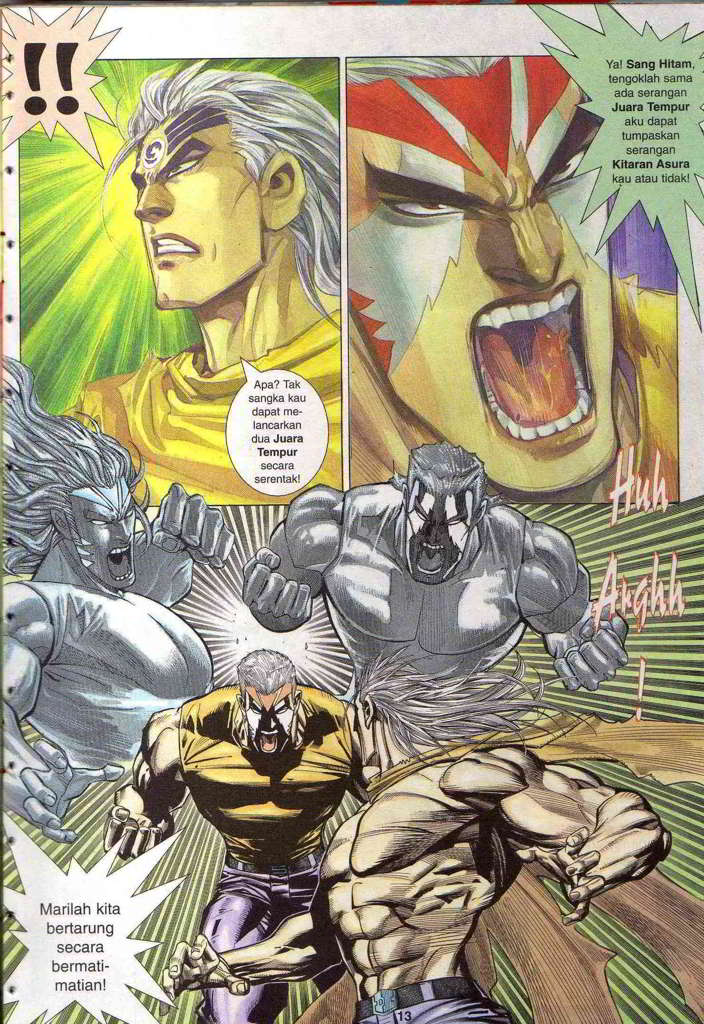 !!
Ya! Sang Hitam,
tengoklah sama
ada serangan
Juara Tempur
aku dapat
tumpaskan
serangan
Kitaran Asura
kau atau tidak!
Apa? Tak
sangka kau
dapat me-
lancarkan
dua Juara
Tempur
secara
serentak!
Huh
Arghh
!
Marilah kita
bertarung
secara
bermati-
matian!
13